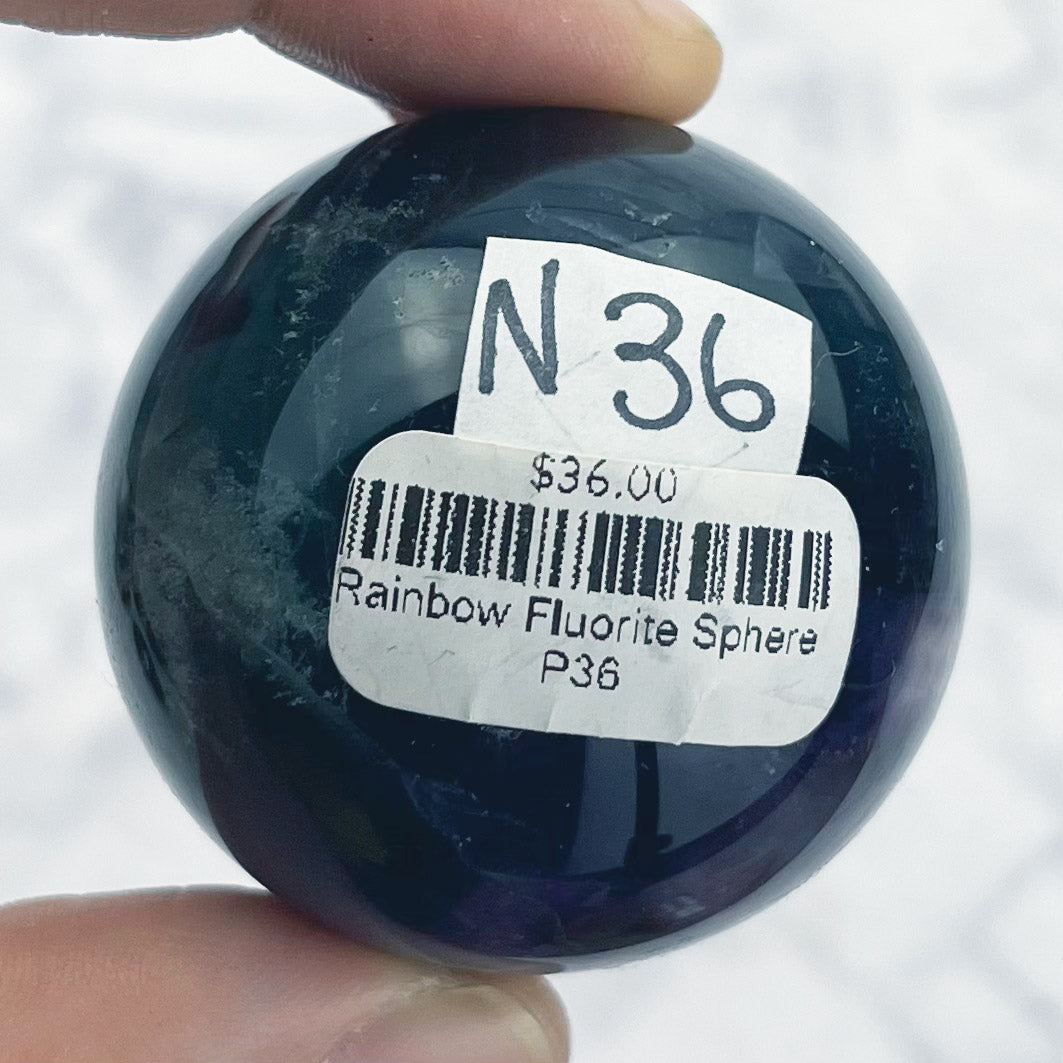 N 36
$36.00
Rainbow Fluorite Sphere
P36